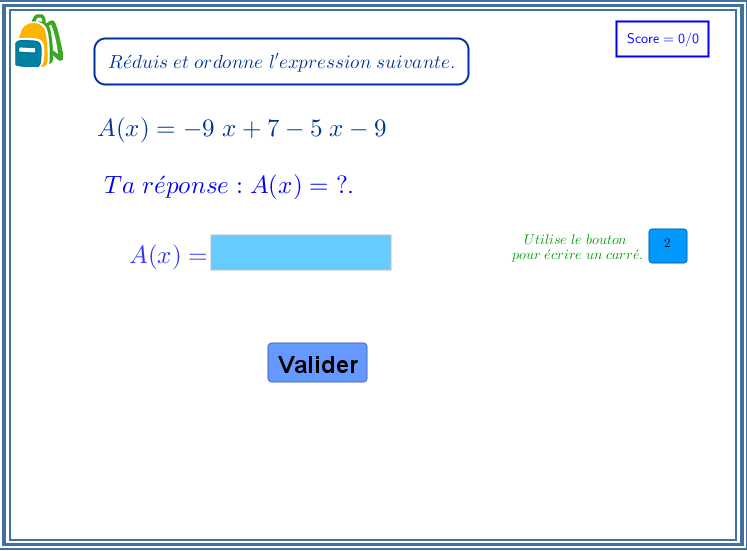 Score = 0/0
Réduis et ordonne l'expression suivante.
A(x) = −9 x + 7 − 5 x − 9
Ta réponse : A(x) = ?.
A(x) =
Utilise le bouton
pour écrire un carré.
2
Valider